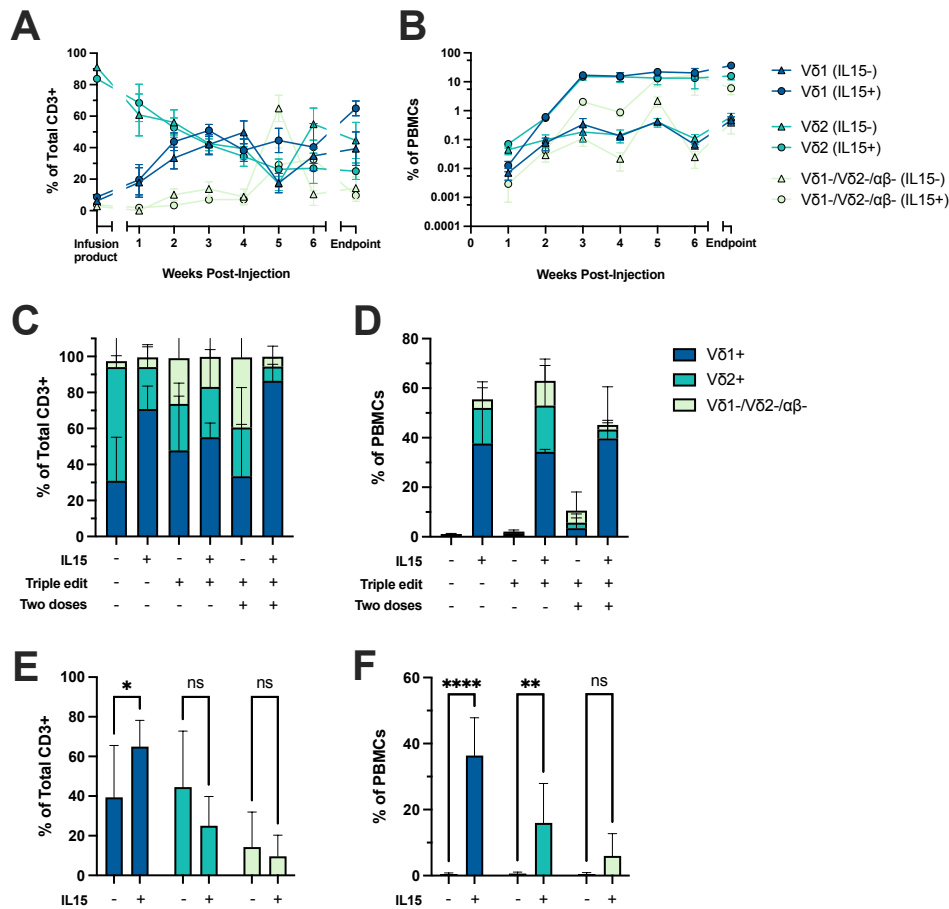 A
% of Total CD3+
100
80
60
40
20
0
Infusion product
1
2
3
4
5
6
Endpoint
Weeks Post-Injection
B
% of PBMCs
100
10
1
0.1
0.01
0.001
0.0001
0
1
2
3
4
5
6
Endpoint
Weeks Post-Injection
Vδ1 (IL15-)
Vδ1 (IL15+)
Vδ2 (IL15-)
Vδ2 (IL15+)
Vδ1-/Vδ2-/αβ- (IL15-)
Vδ1-/Vδ2-/αβ- (IL15+)
C
% of Total CD3+
100
80
60
40
20
0
IL15 - + - + - +
Triple edit - - + + + +
Two doses - - - - + +
D
% of PBMCs
80
60
40
20
0
IL15 - + - + - +
Triple edit - - + + + +
Two doses - - - - + +
Vδ1+
Vδ2+
Vδ1-/Vδ2-/αβ-
E
% of Total CD3+
100
80
60
40
20
0
* ns ns
IL15 - + - + - +
F
% of PBMCs
60
40
20
0
**** ** ns
IL15 - + - + - +